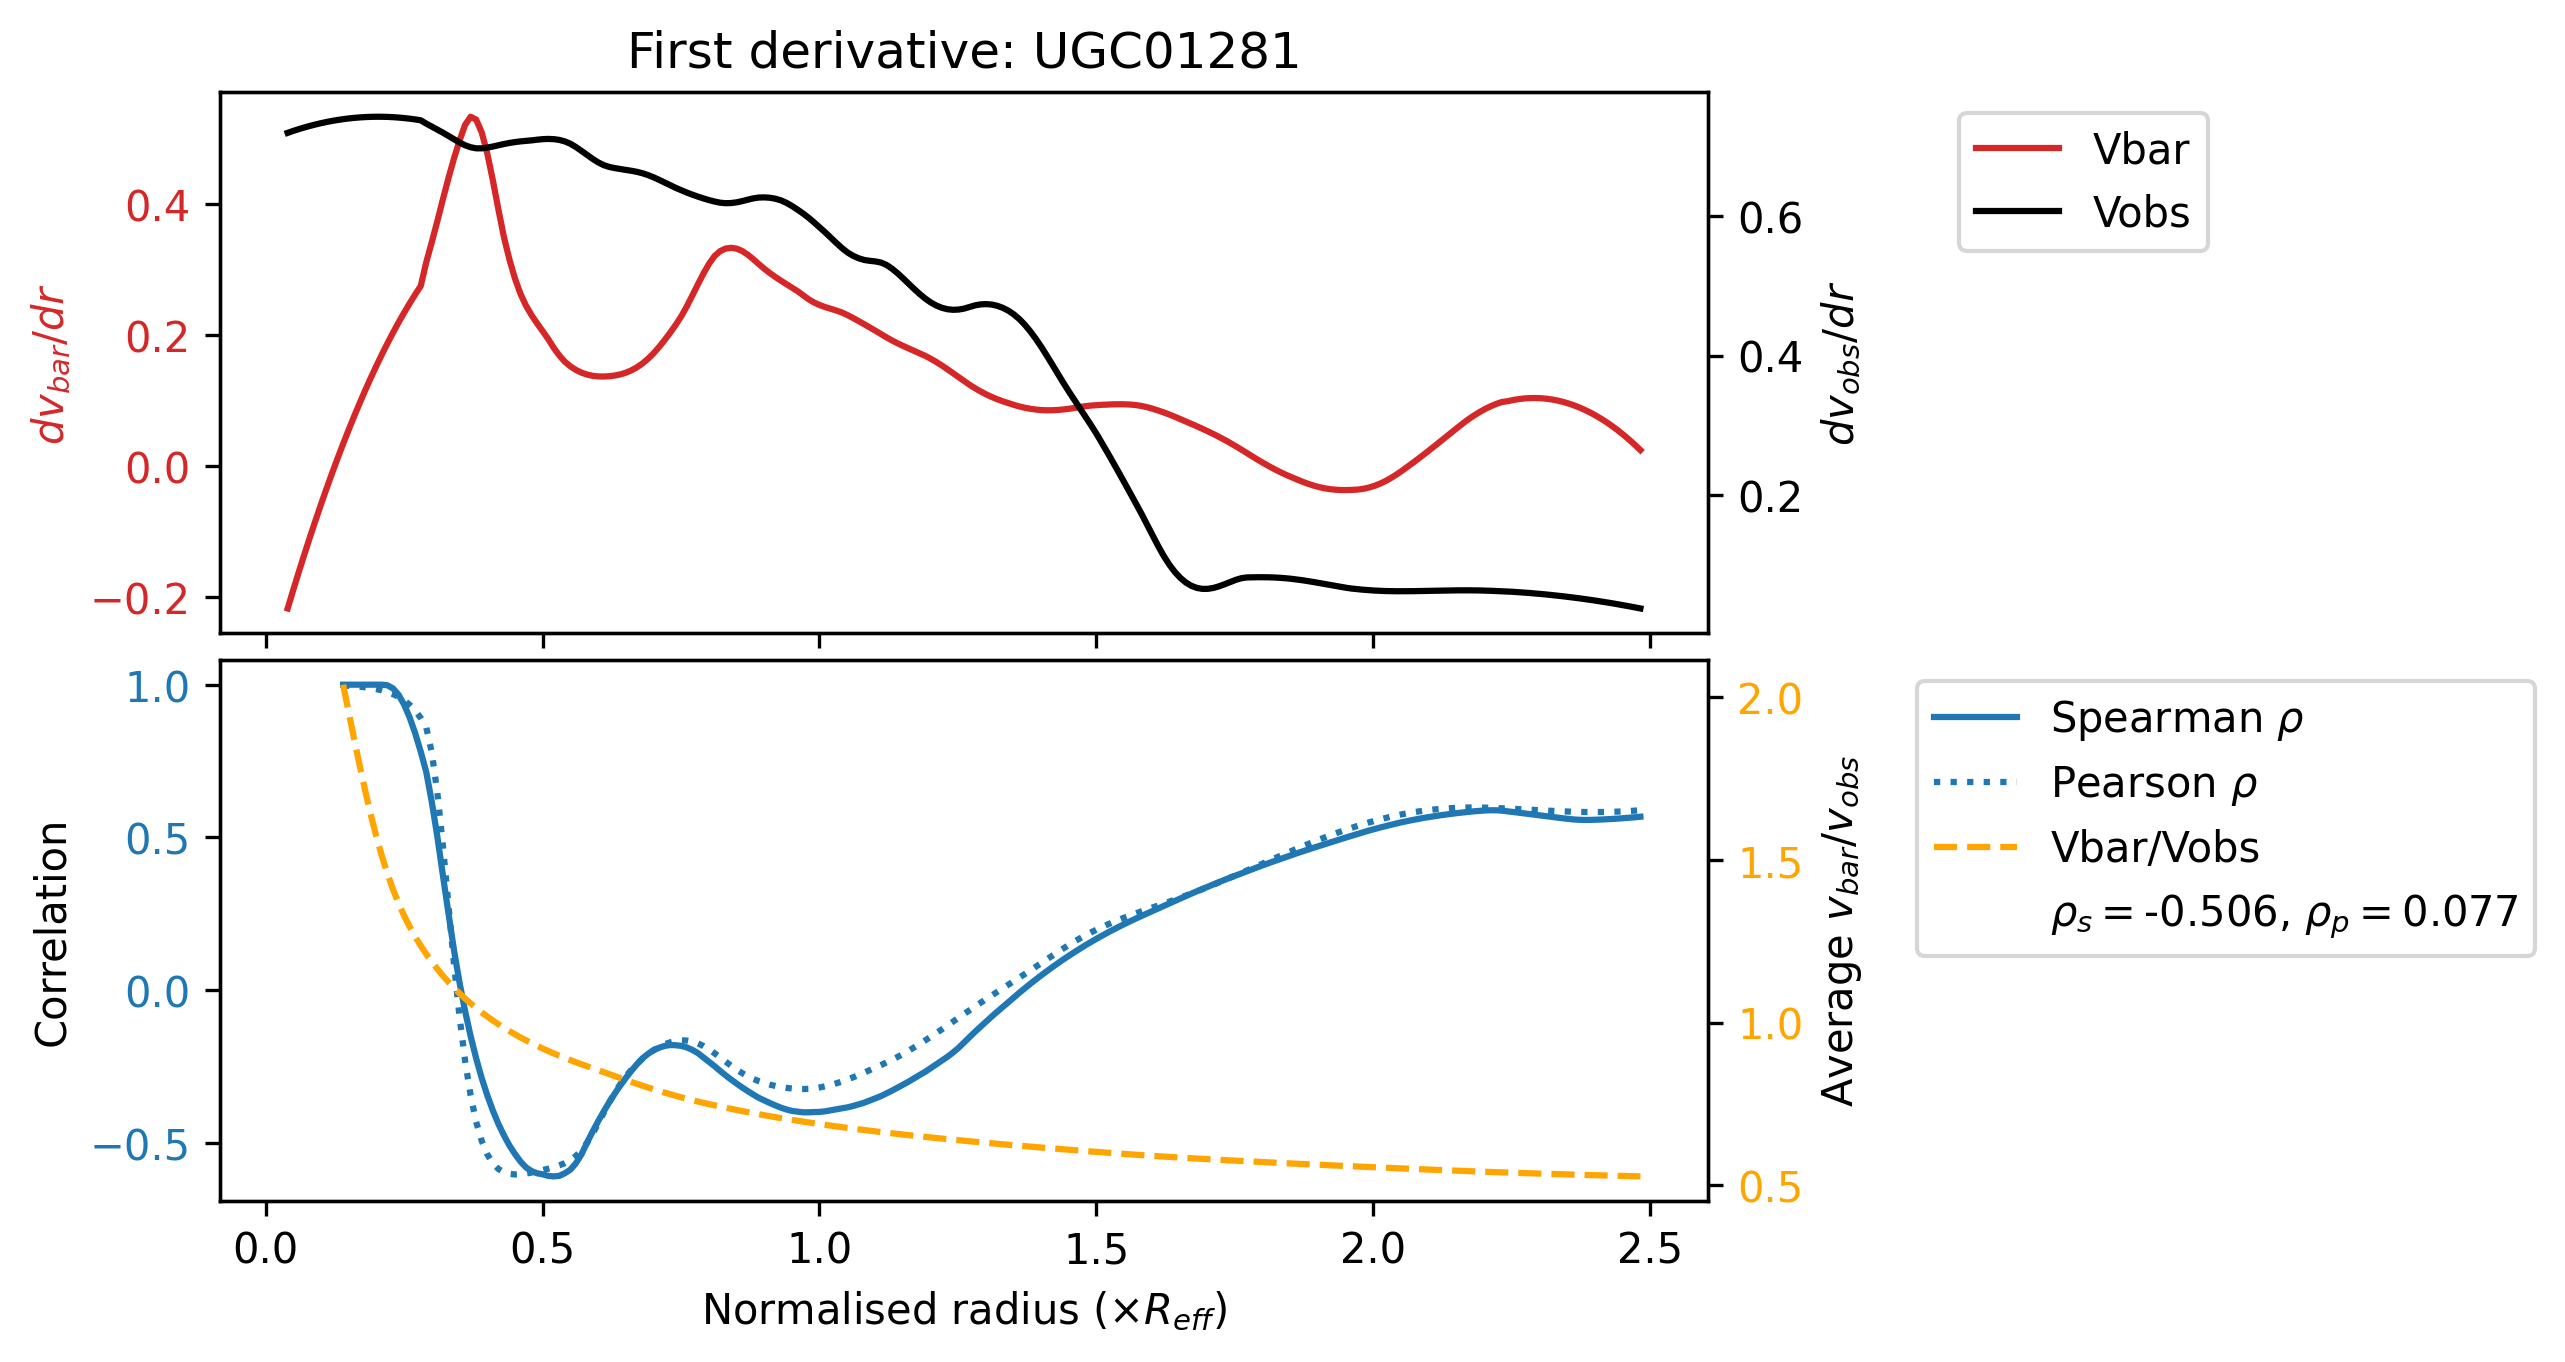 First derivative: UGC01281
dv_bar/dr
0.4
0.2
0.0
−0.2
0.6
0.4
0.2
dv_obs/dr
Vbar
Vobs
Correlation
1.0
0.5
0.0
−0.5
2.0
1.5
1.0
0.5
Average v_bar/v_obs
Spearman ρ
Pearson ρ
Vbar/Vobs
ρ_s = -0.506, ρ_p = 0.077
0.0 0.5 1.0 1.5 2.0 2.5
Normalised radius (×R_eff)